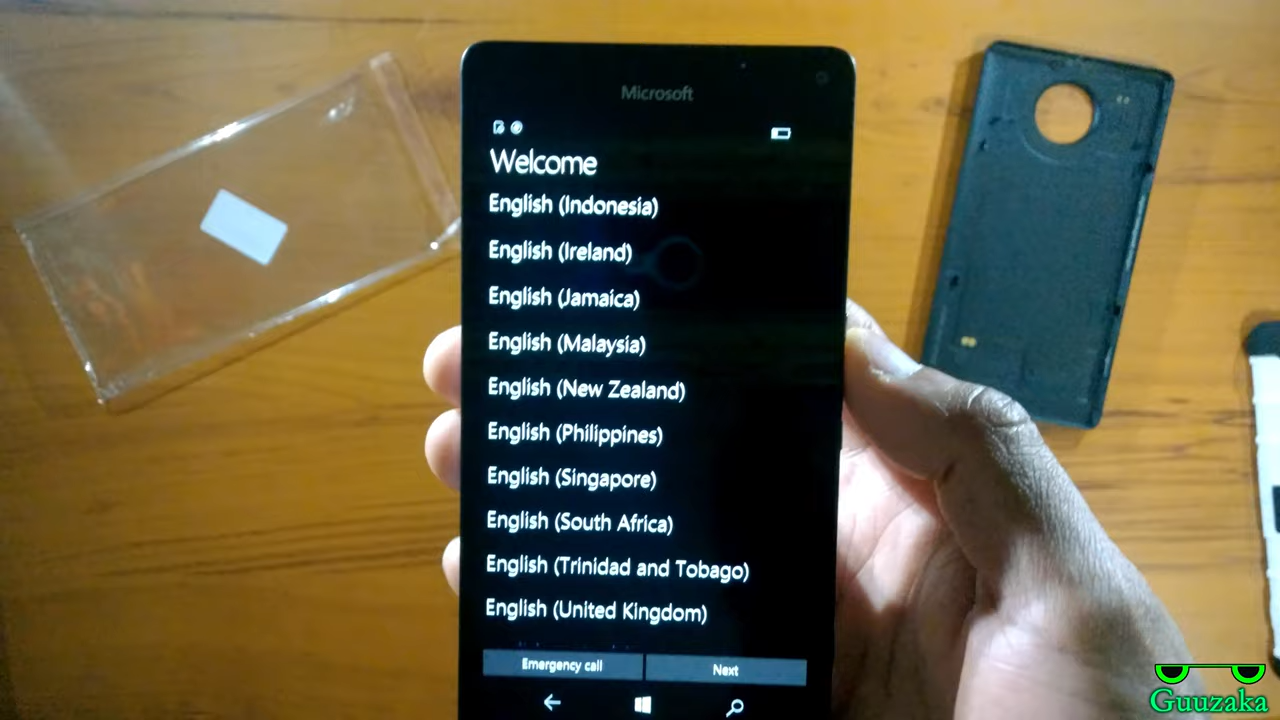 Microsoft
Welcome
English (Indonesia)
English (Ireland)
English (Jamaica)
English (Malaysia)
English (New Zealand)
English (Philippines)
English (Singapore)
English (South Africa)
English (Trinidad and Tobago)
English (United Kingdom)
Emergency call
Next
Guuzaka